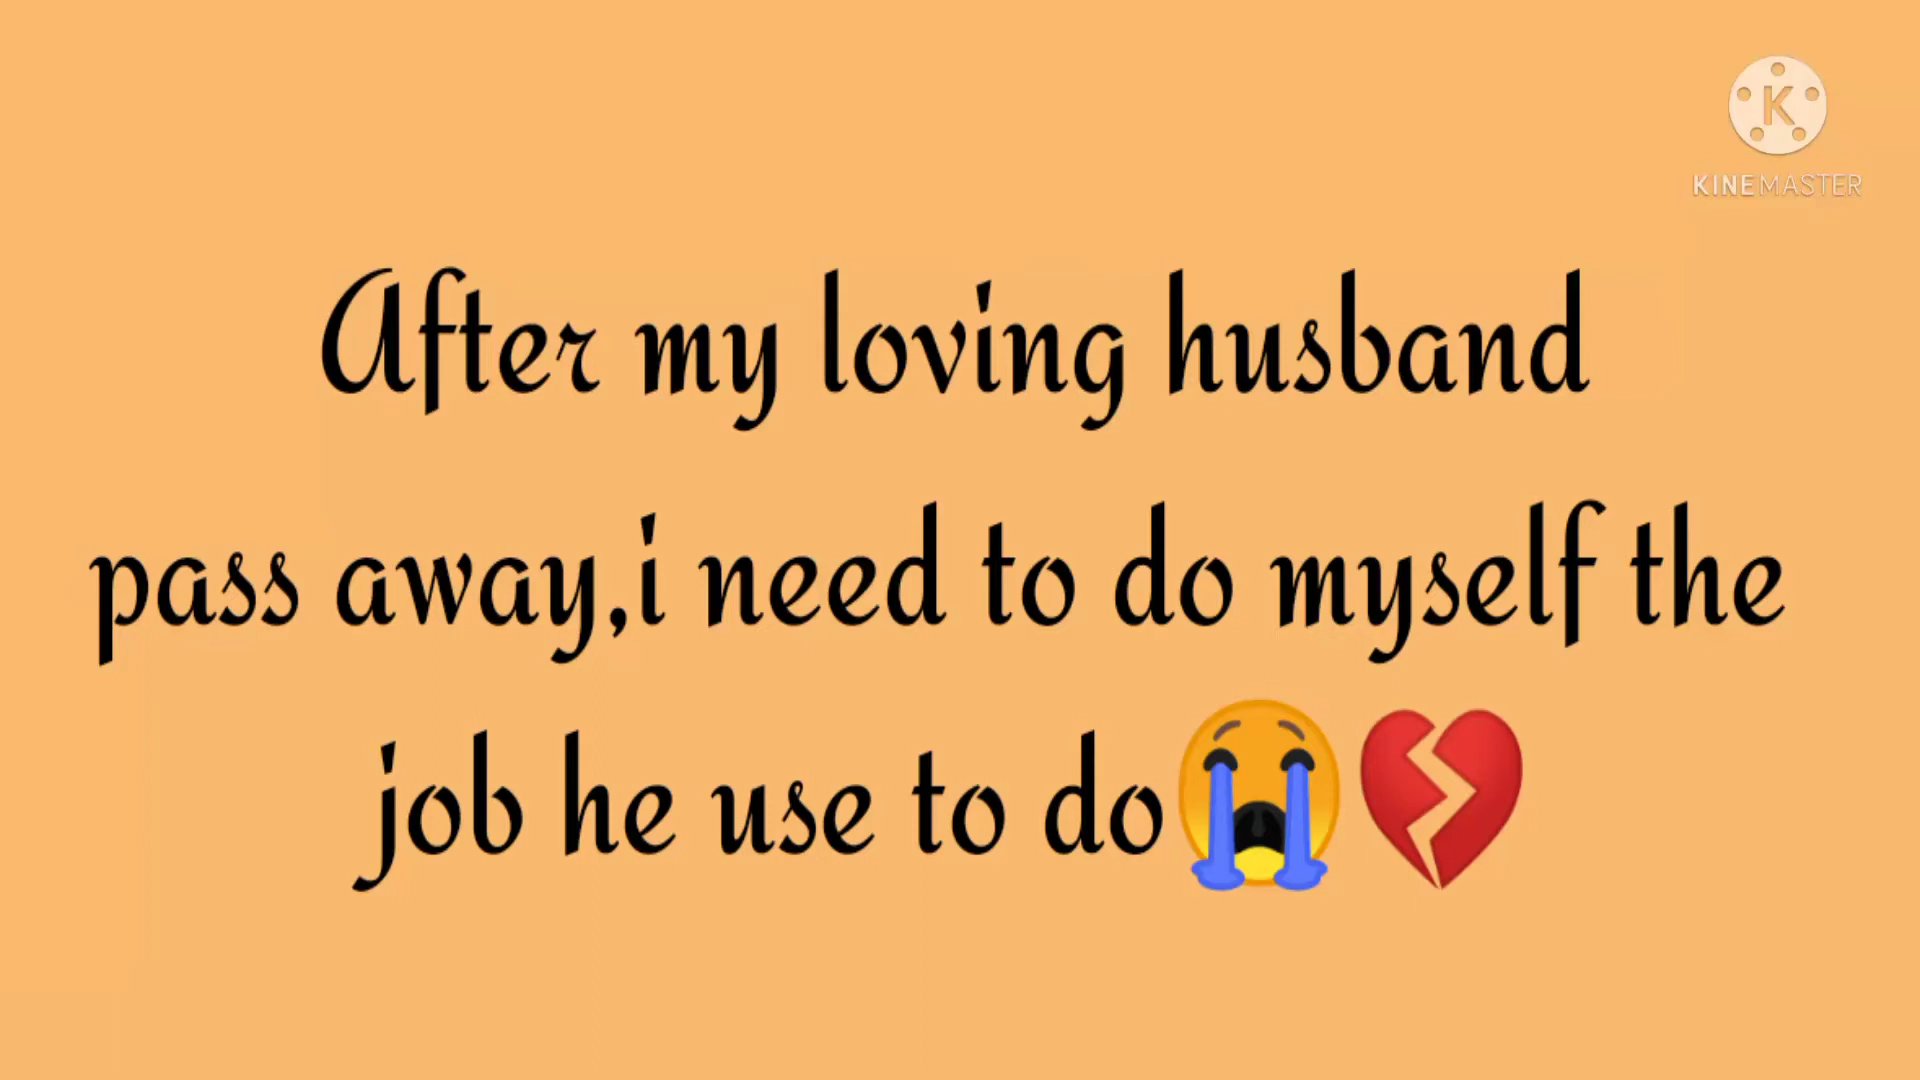 K
KINEMASTER
After my loving husband
pass away,i need to do myself the
job he use to do😭💔